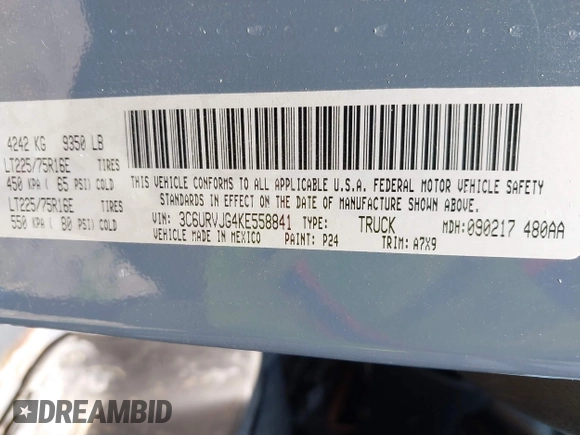 4242 KG 9350 LB
LT225/75R16E TIRES
450 KPA ( 65 PSI) COLD
LT225/75R16E TIRES
550 KPA ( 80 PSI) COLD
THIS VEHICLE CONFORMS TO ALL APPLICABLE U.S.A. FEDERAL MOTOR VEHICLE SAFETY
STANDARDS IN EFFECT ON THE DATE OF MANUFACTURE SHOWN ABOVE.
VIN: 3C6URVJG4KE558841 TYPE: TRUCK MDH: 090217 480AA
VEHICLE MADE IN MEXICO PAINT: P24 TRIM: A7X9
DREAMBID